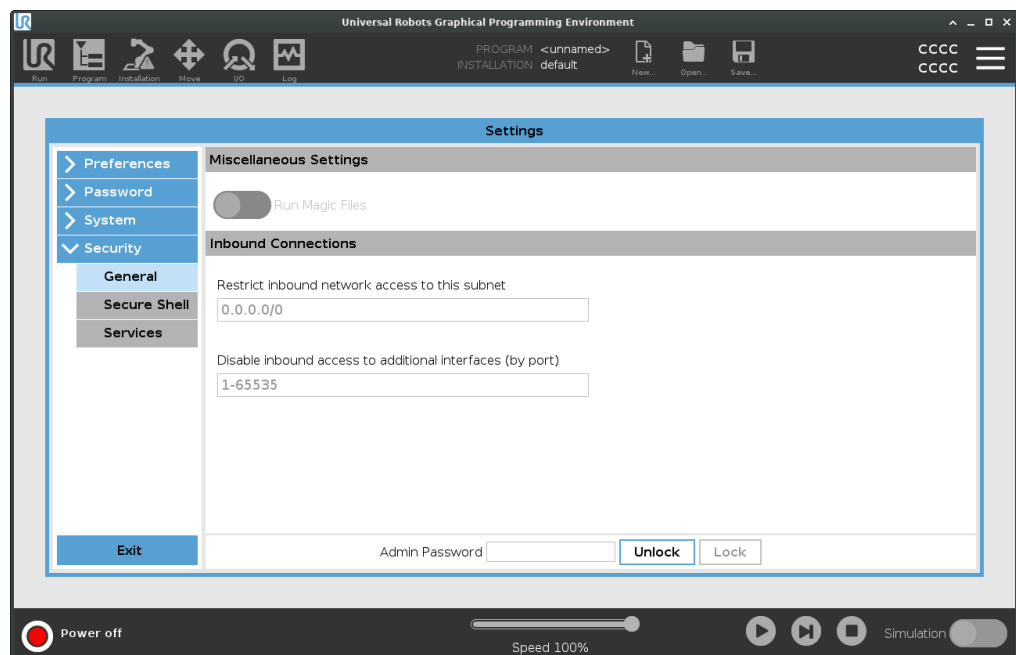 UR
Universal Robots Graphical Programming Environment
UR
Run
Program
Installation
Move
I/O
Log
PROGRAM <unnamed>
INSTALLATION default
New...
Open...
Save...
CCCC
CCCC
Settings
Preferences
Password
System
Security
General
Secure Shell
Services
Exit
Miscellaneous Settings
Run Magic Files
Inbound Connections
Restrict inbound network access to this subnet
0.0.0.0/0
Disable inbound access to additional interfaces (by port)
1-65535
Admin Password
Unlock
Lock
Power off
Speed 100%
Simulation